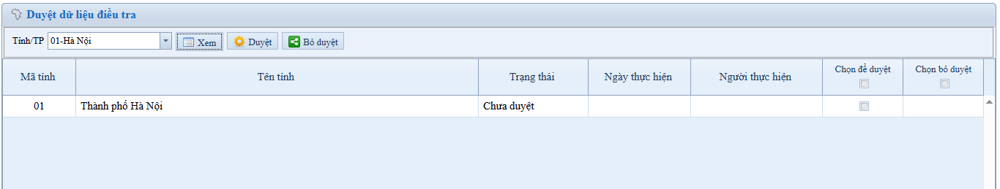 Duyệt dữ liệu điều tra
Tỉnh/TP 01-Hà Nội Xem Duyệt Bỏ duyệt
Mã tỉnh Tên tỉnh Trạng thái Ngày thực hiện Người thực hiện Chọn để duyệt Chọn bỏ duyệt
01 Thành phố Hà Nội Chưa duyệt